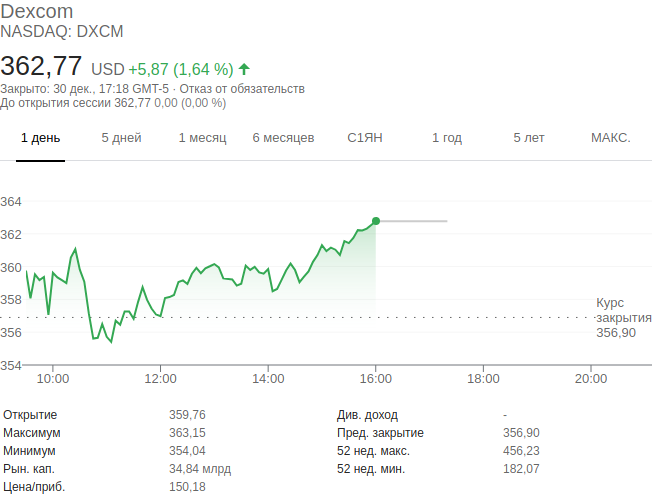 Dexcom
NASDAQ: DXCM
362,77 USD +5,87 (1,64 %)
Закрыто: 30 дек., 17:18 GMT-5 · Отказ от обязательств
До открытия сессии 362,77 0,00 (0,00 %)
1 день 5 дней 1 месяц 6 месяцев С1ЯН 1 год 5 лет МАКС.
364
362
360
358
Курс
закрытия
356,90
356
354
10:00 12:00 14:00 16:00 18:00 20:00
Открытие 359,76 Див. доход -
Максимум 363,15 Пред. закрытие 356,90
Минимум 354,04 52 нед. макс. 456,23
Рын. кап. 34,84 млрд 52 нед. мин. 182,07
Цена/приб. 150,18